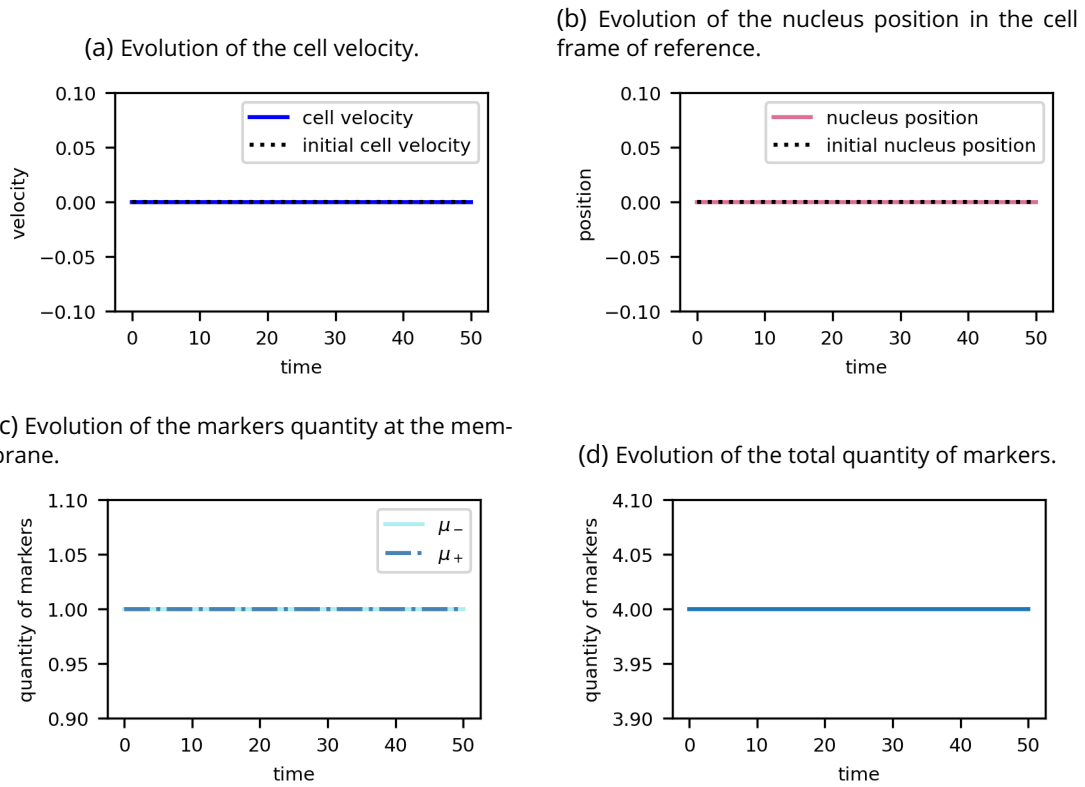 (a) Evolution of the cell velocity.
(b) Evolution of the nucleus position in the cell
frame of reference.
0.10
0.05
0.00
−0.05
−0.10
velocity
cell velocity
initial cell velocity
0 10 20 30 40 50
time
0.10
0.05
0.00
−0.05
−0.10
position
nucleus position
initial nucleus position
0 10 20 30 40 50
time
c) Evolution of the markers quantity at the mem-
brane.
1.10
1.05
1.00
0.95
0.90
quantity of markers
μ−
μ+
0 10 20 30 40 50
time
(d) Evolution of the total quantity of markers.
4.10
4.05
4.00
3.95
3.90
quantity of markers
0 10 20 30 40 50
time